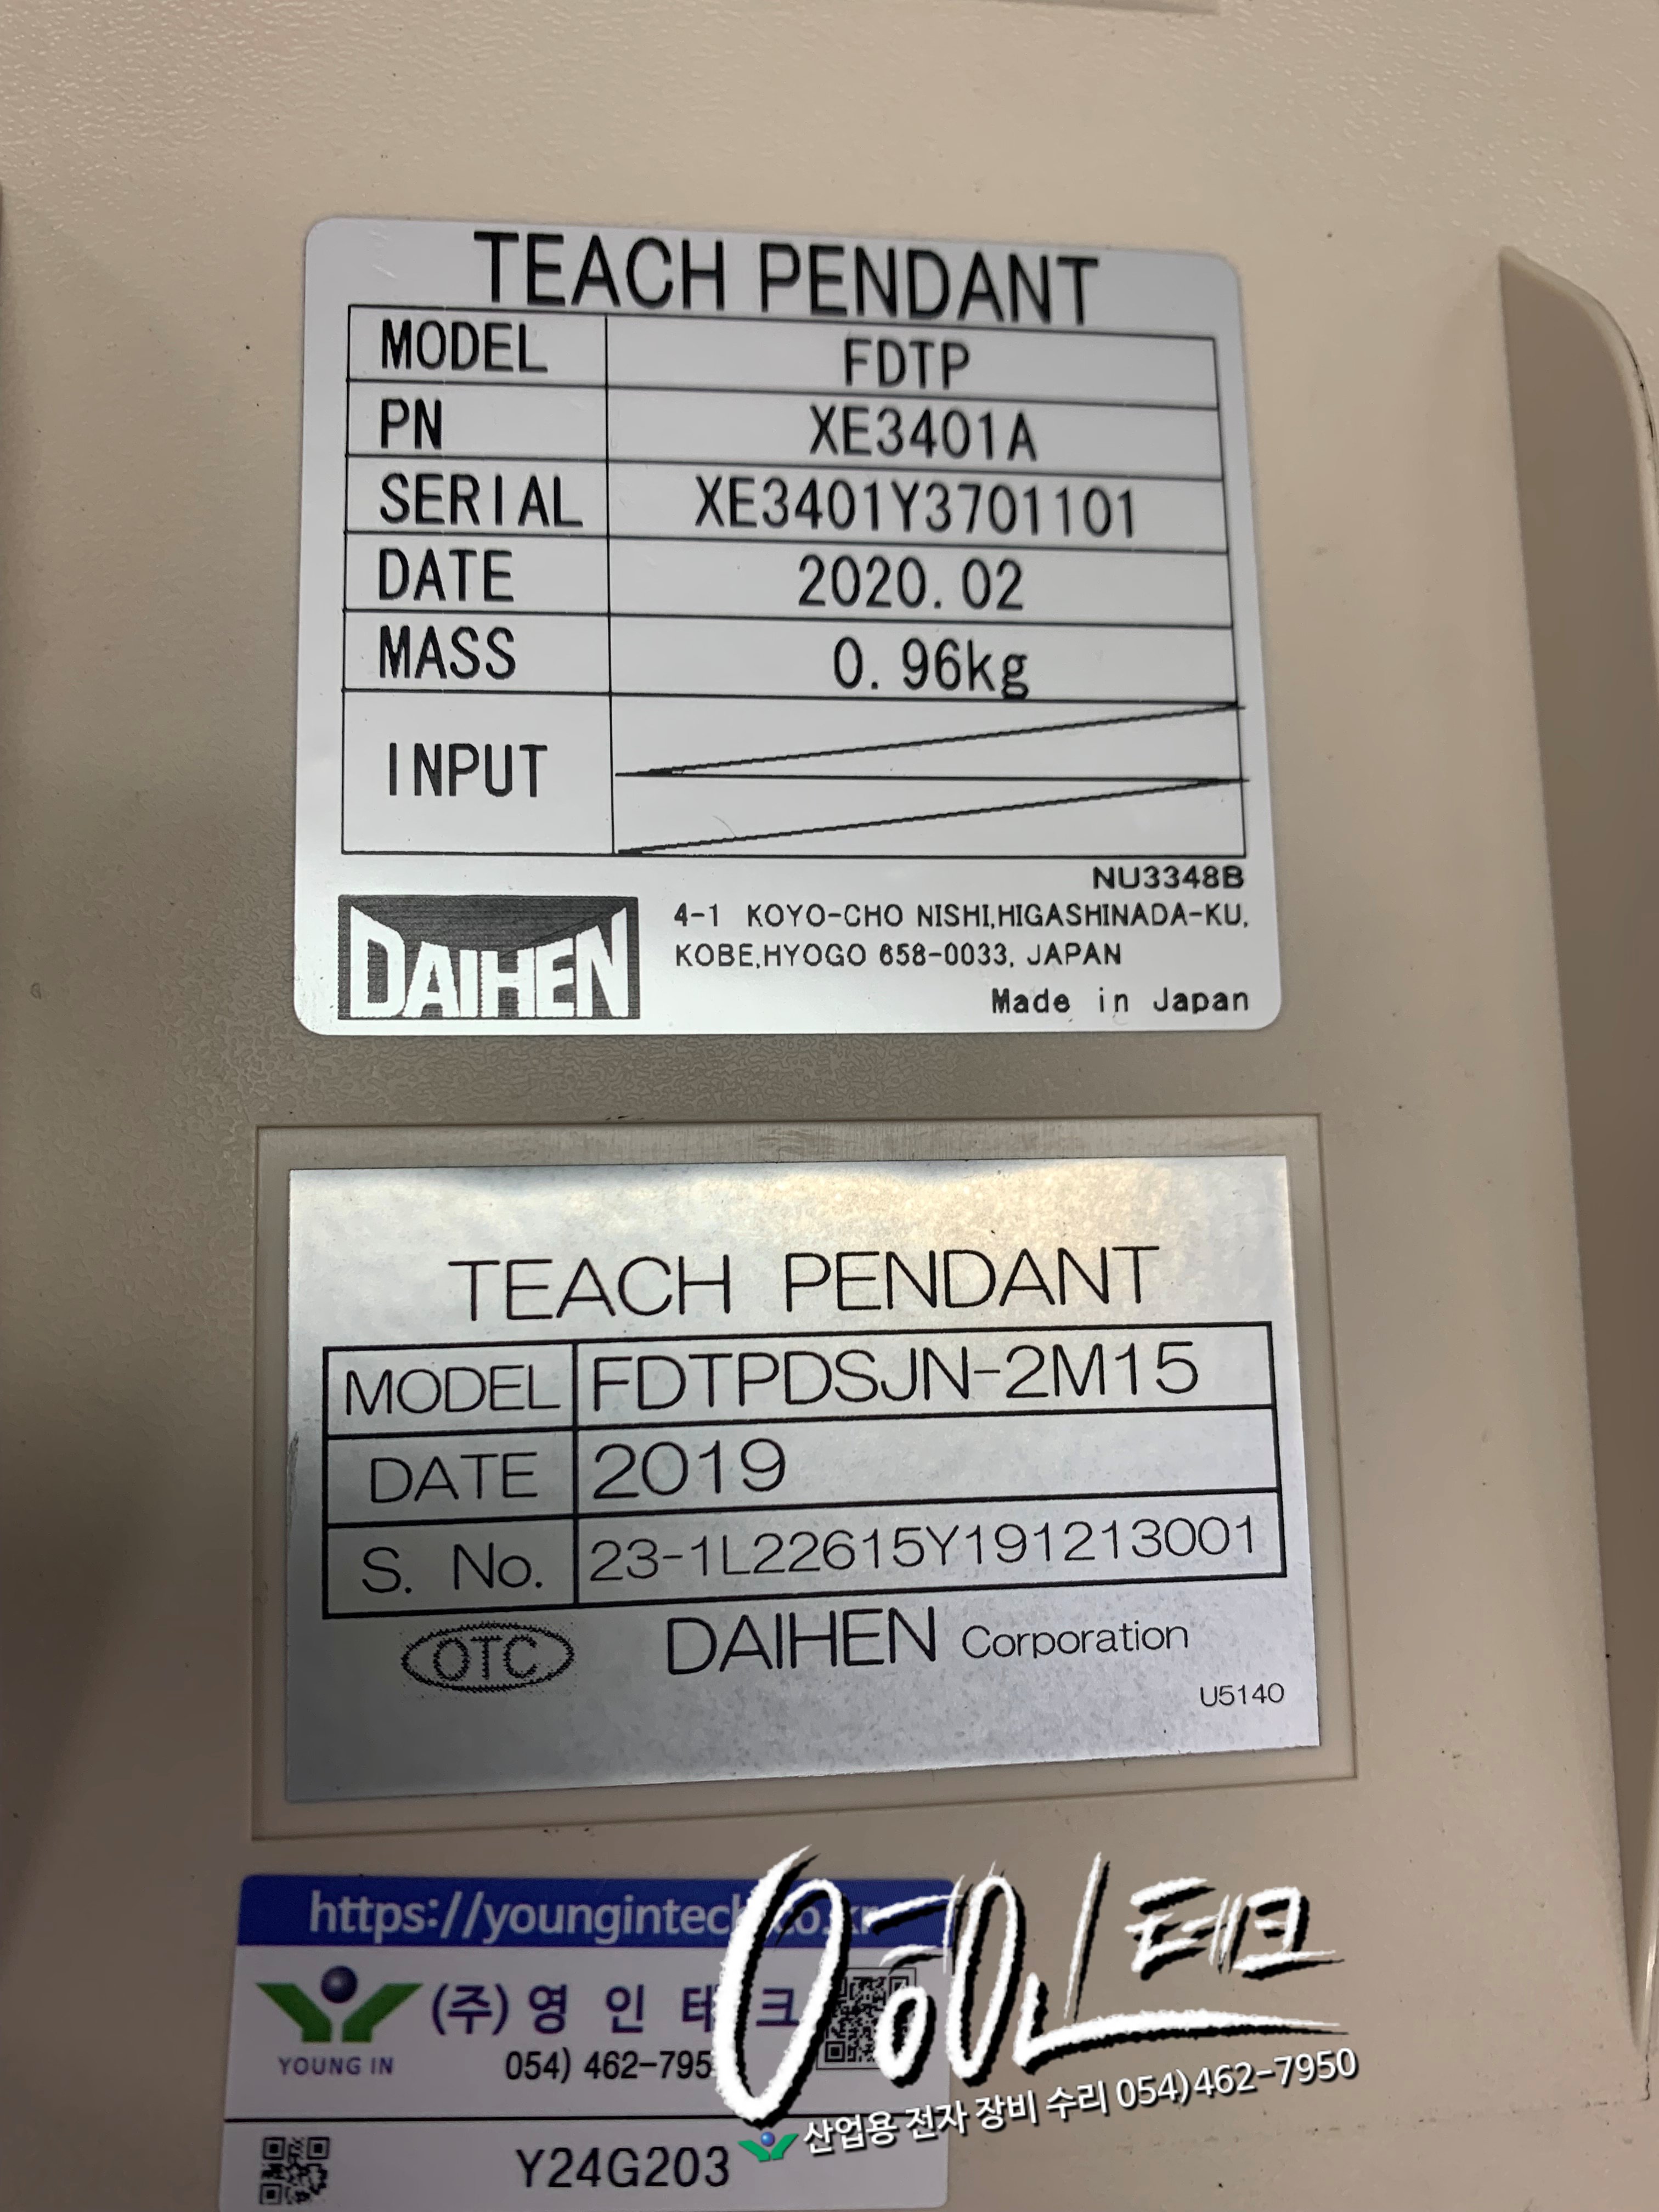 TEACH PENDANT
MODEL FDTP
PN XE3401A
SERIAL XE3401Y3701101
DATE 2020.02
MASS 0.96kg
INPUT
NU3348B
DAIHEN
4-1 KOYO-CHO NISHI,HIGASHINADA-KU,
KOBE,HYOGO 658-0033, JAPAN
Made in Japan
TEACH PENDANT
MODEL FDTPDSJN-2M15
DATE 2019
S. No. 23-1L22615Y191213001
OTC DAIHEN Corporation
U5140
https://youngintech.co.kr
(주)영인테크
YOUNG IN
054) 462-795
영인테크
산업용 전자 장비 수리 054)462-7950
Y24G203